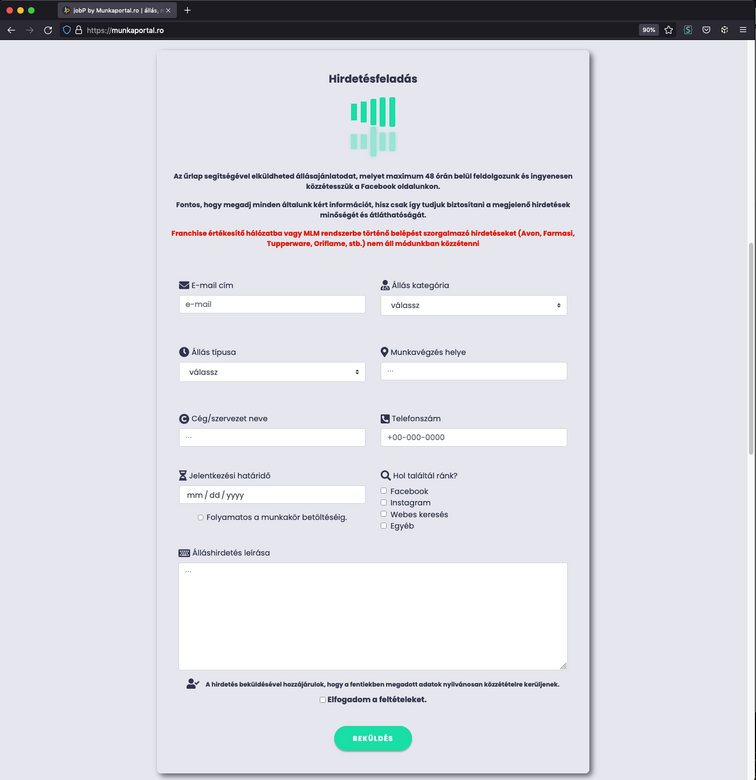 jobP by Munkaportal.ro | állás,
https://munkaportal.ro
90%
Hirdetésfeladás
Az űrlap segítségével elküldheted állásajánlatodat, melyet maximum 48 órán belül feldolgozunk és ingyenesen
közzétesszük a Facebook oldalunkon.
Fontos, hogy megadj minden általunk kért információt, hisz csak így tudjuk biztosítani a megjelenő hirdetések
minőségét és átláthatóságát.
Franchise értékesítő hálózatba vagy MLM rendszerbe történő belépést szorgalmazó hirdetéseket (Avon, Farmasi,
Tupperware, Oriflame, stb.) nem áll módunkban közzétenni
E-mail cím
Állás kategória
e-mail
válassz
Állás típusa
Munkavégzés helye
válassz
...
Cég/szervezet neve
Telefonszám
...
+00-000-0000
Jelentkezési határidő
Hol találtál ránk?
mm / dd / yyyy
Facebook
Instagram
Folyamatos a munkakör betöltéséig.
Webes keresés
Egyéb
Álláshirdetés leírása
...
A hirdetés beküldésével hozzájárulok, hogy a fentiekben megadott adatok nyilvánosan közzétételre kerüljenek.
Elfogadom a feltételeket.
BEKÜLDÉS